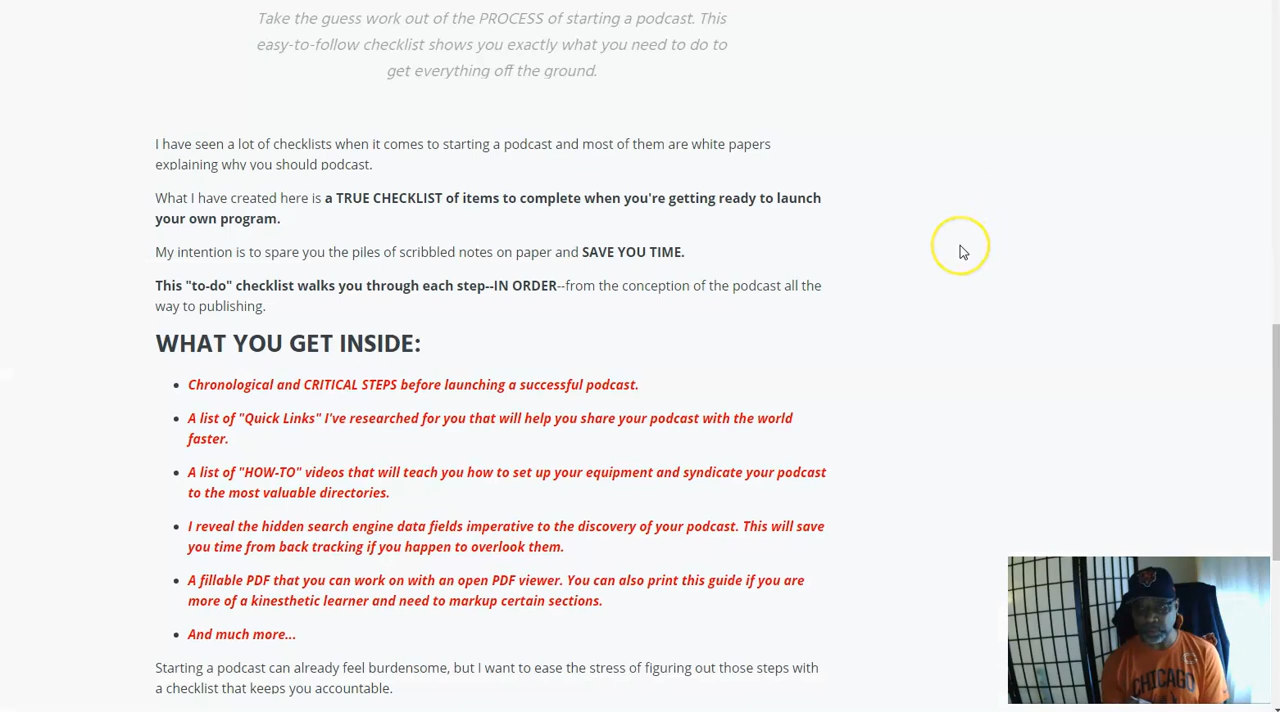 Take the guess work out of the PROCESS of starting a podcast. This
easy-to-follow checklist shows you exactly what you need to do to
get everything off the ground.
I have seen a lot of checklists when it comes to starting a podcast and most of them are white papers
explaining why you should podcast.
What I have created here is a TRUE CHECKLIST of items to complete when you're getting ready to launch
your own program.
My intention is to spare you the piles of scribbled notes on paper and SAVE YOU TIME.
This "to-do" checklist walks you through each step--IN ORDER--from the conception of the podcast all the
way to publishing.
WHAT YOU GET INSIDE:
Chronological and CRITICAL STEPS before launching a successful podcast.
A list of "Quick Links" I've researched for you that will help you share your podcast with the world
faster.
A list of "HOW-TO" videos that will teach you how to set up your equipment and syndicate your podcast
to the most valuable directories.
I reveal the hidden search engine data fields imperative to the discovery of your podcast. This will save
you time from back tracking if you happen to overlook them.
A fillable PDF that you can work on with an open PDF viewer. You can also print this guide if you are
more of a kinesthetic learner and need to markup certain sections.
And much more...
Starting a podcast can already feel burdensome, but I want to ease the stress of figuring out those steps with
a checklist that keeps you accountable.
CHICAGO